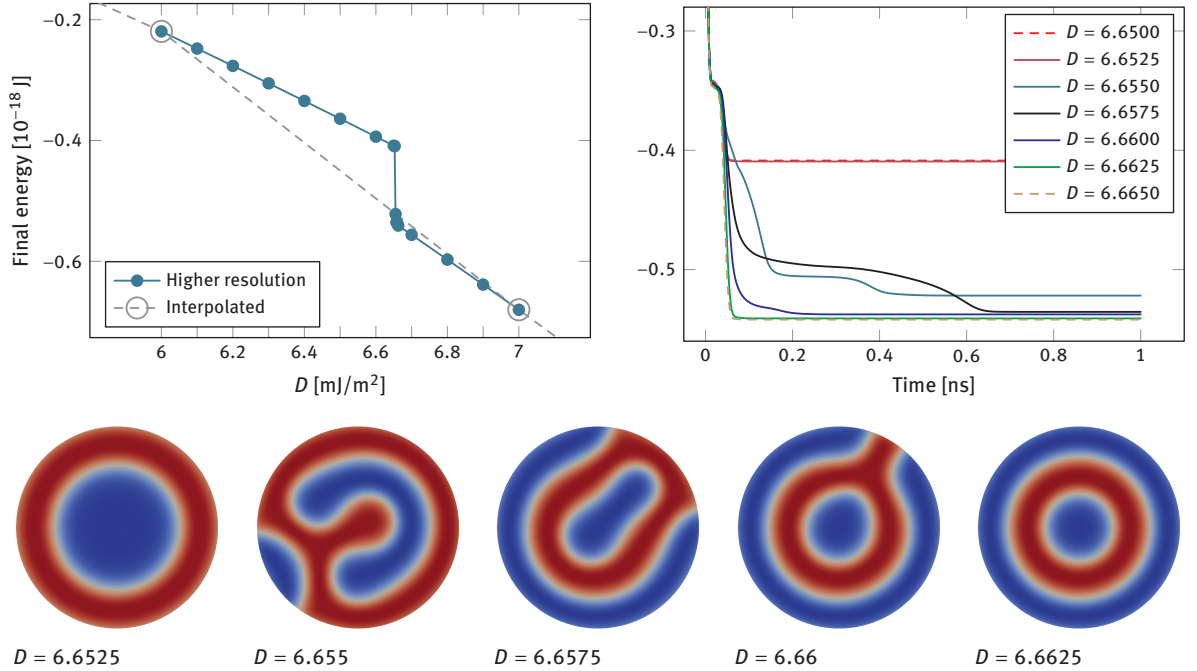 −0.2
−0.4
−0.6
Final energy [10⁻¹⁸ J]
Higher resolution
Interpolated
6
6.2
6.4
6.6
6.8
7
D [mJ/m²]
−0.3
−0.4
−0.5
D = 6.6500
D = 6.6525
D = 6.6550
D = 6.6575
D = 6.6600
D = 6.6625
D = 6.6650
0
0.2
0.4
0.6
0.8
1
Time [ns]
D = 6.6525
D = 6.655
D = 6.6575
D = 6.66
D = 6.6625